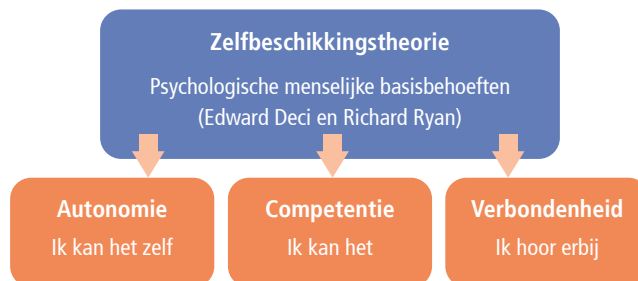 Zelfbeschikkingstheorie
Psychologische menselijke basisbehoeften
(Edward Deci en Richard Ryan)
Autonomie
Ik kan het zelf
Competentie
Ik kan het
Verbondenheid
Ik hoor erbij